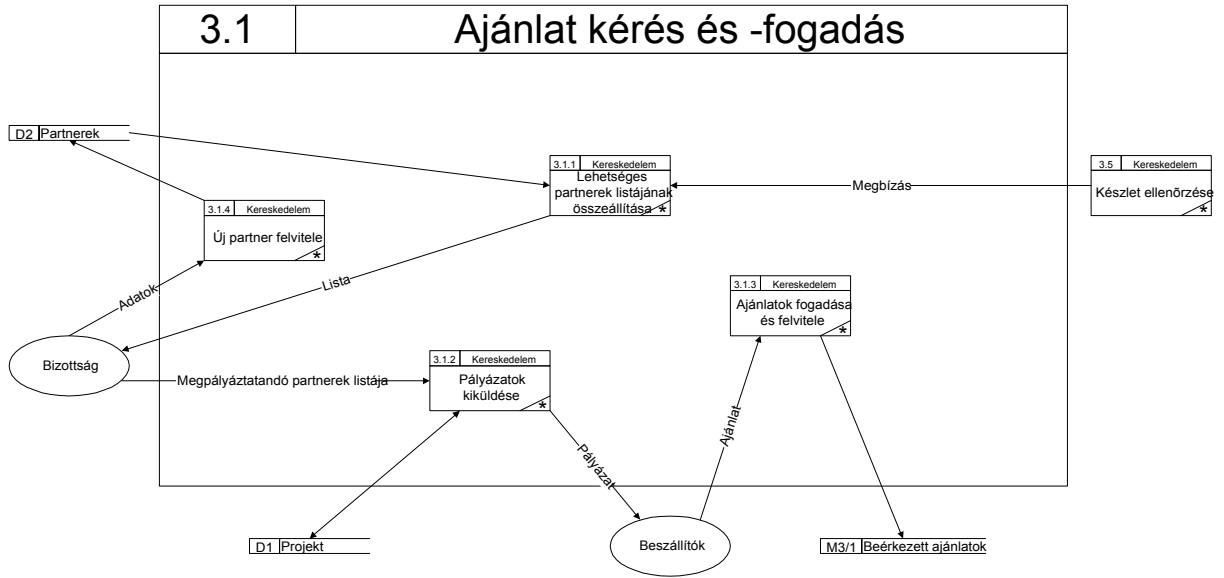 3.1 Ajánlat kérés és -fogadás
D2 Partnerek
3.1.1 Kereskedelem
Lehetséges
partnerek listájának
összeállítása
*
Megbízás
3.5 Kereskedelem
Készlet ellenõrzése
*
3.1.4 Kereskedelem
Új partner felvitele
*
Adatok
Lista
3.1.3 Kereskedelem
Ajánlatok fogadása
és felvitele
*
Bizottság
Megpályáztatandó partnerek listája
3.1.2 Kereskedelem
Pályázatok
kiküldése
*
Ajánlat
Pályázat
D1 Projekt
Beszállítók
M3/1 Beérkezett ajánlatok